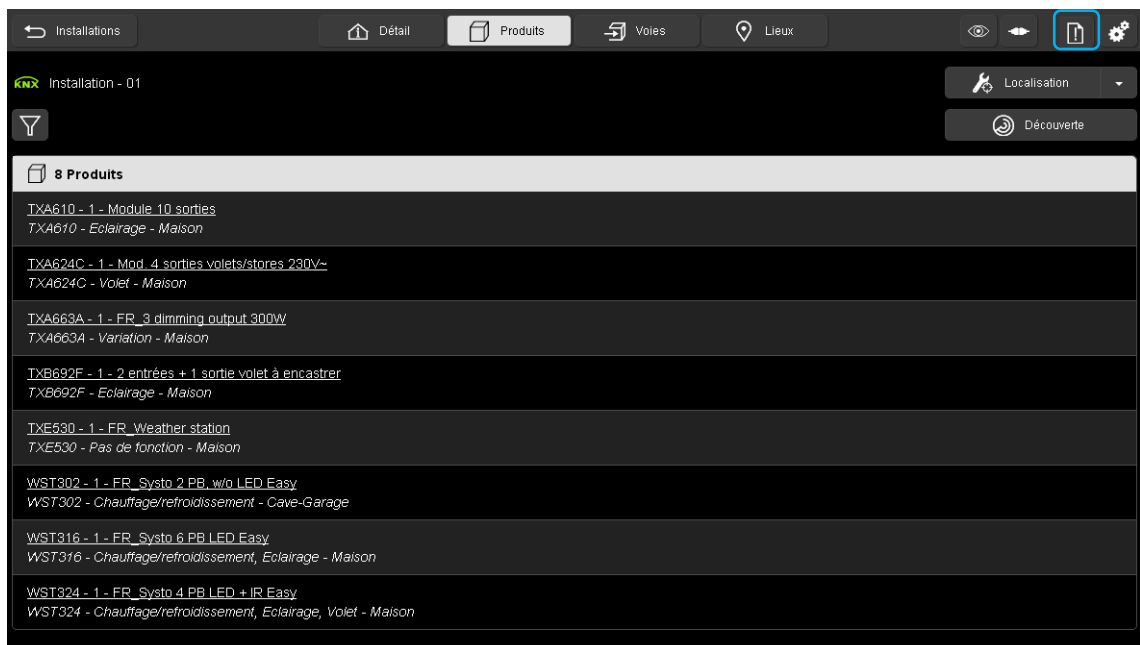 Installations
Détail
Produits
Voies
Lieux
KNX Installation - 01
Localisation
Découverte
8 Produits
TXA610 - 1 - Module 10 sorties
TXA610 - Eclairage - Maison
TXA624C - 1 - Mod. 4 sorties volets/stores 230V~
TXA624C - Volet - Maison
TXA663A - 1 - FR_3 dimming output 300W
TXA663A - Variation - Maison
TXB692F - 1 - 2 entrées + 1 sortie volet à encastrer
TXB692F - Eclairage - Maison
TXE530 - 1 - FR_Weather station
TXE530 - Pas de fonction - Maison
WST302 - 1 - FR_Systo 2 PB, w/o LED Easy
WST302 - Chauffage/refroidissement - Cave-Garage
WST316 - 1 - FR_Systo 6 PB LED Easy
WST316 - Chauffage/refroidissement, Eclairage - Maison
WST324 - 1 - FR_Systo 4 PB LED + IR Easy
WST324 - Chauffage/refroidissement, Eclairage, Volet - Maison